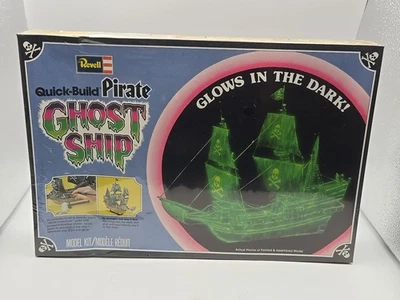 Revell
Quick-Build Pirate
GHOST
SHIP
GLOWS IN THE DARK!
MODEL KIT/MODÈLE RÉDUIT